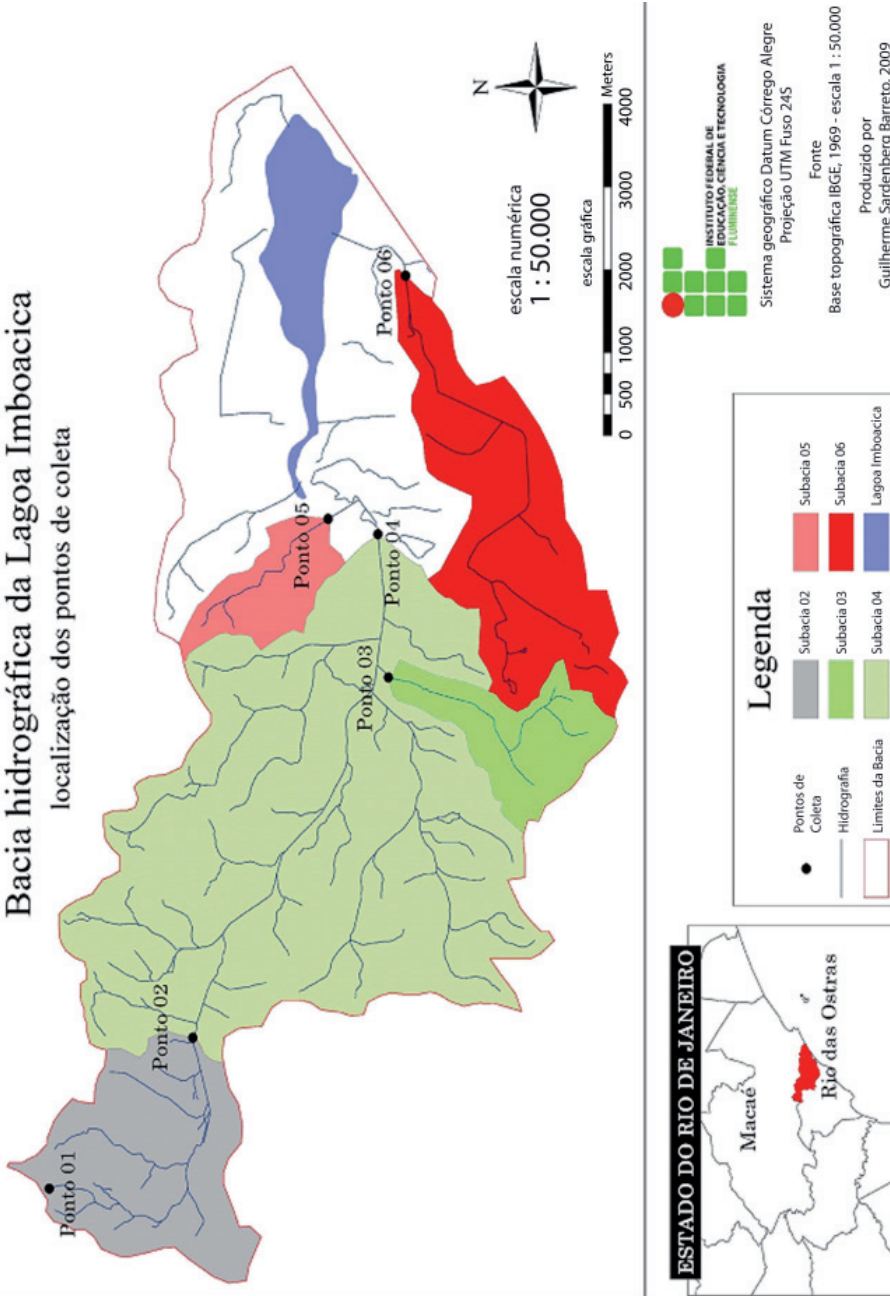 Bacia hidrográfica da Lagoa Imboacica
localização dos pontos de coleta
Ponto 01
Ponto 02
Ponto 03
Ponto 04
Ponto 05
Ponto 06
N
escala numérica
1 : 50.000
escala gráfica
0 500 1000 2000 3000 4000
Meters
ESTADO DO RIO DE JANEIRO
Macaé
Rio das Ostras
Legenda
Pontos de
Coleta
Hidrografia
Limites da Bacia
Subacia 02
Subacia 03
Subacia 04
Subacia 05
Subacia 06
Lagoa Imboacica
INSTITUTO FEDERAL DE
EDUCAÇÃO, CIÊNCIA E TECNOLOGIA
FLUMINENSE
Sistema geográfico Datum Córrego Alegre
Projeção UTM Fuso 24S
Fonte
Base topográfica IBGE, 1969 - escala 1 : 50.000
Produzido por
Guilherme Sardenberg Barreto, 2009